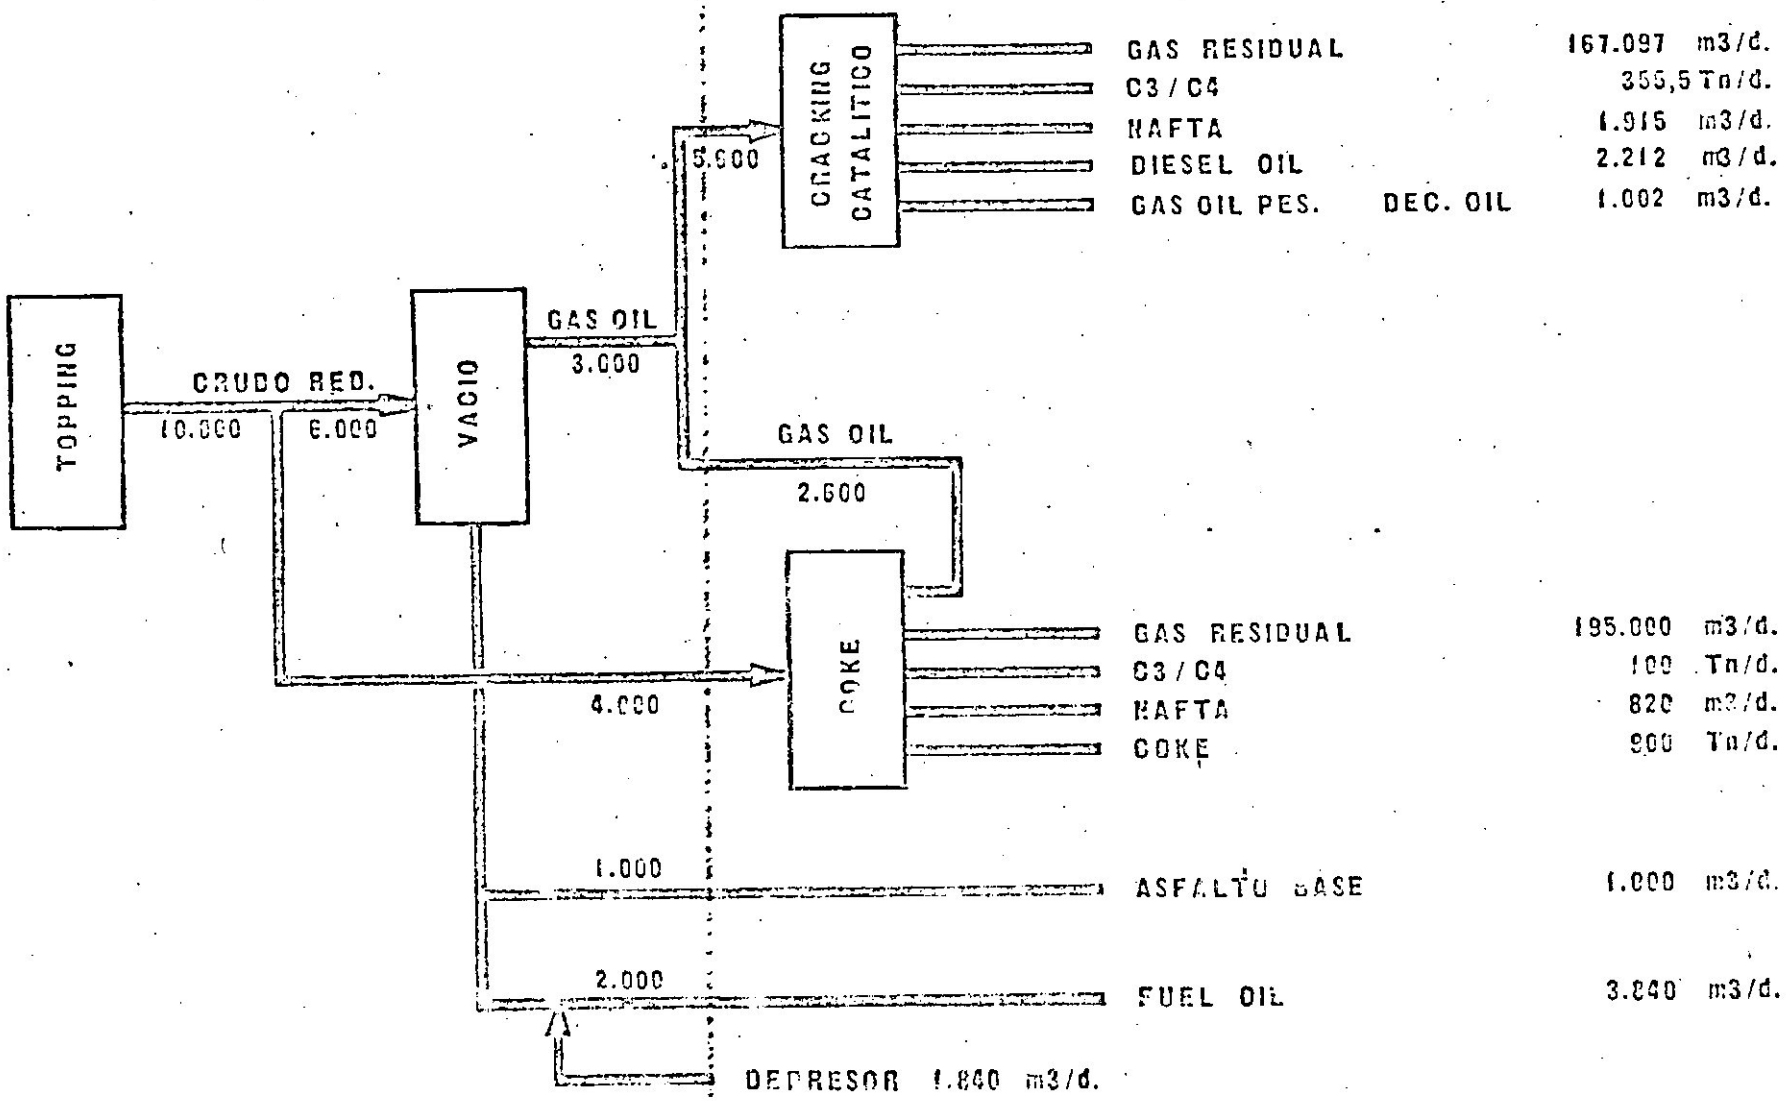 CRACKING CATALITICO
GAS RESIDUAL 167.097 m3/d.
C3/C4 355,5 Tn/d.
NAFTA 1.915 m3/d.
DIESEL OIL 2.212 m3/d.
GAS OIL PES. DEC. OIL 1.002 m3/d.
5.600
TOPPING
CRUDO RED.
10.000 6.000
VACIO
GAS OIL
3.000
GAS OIL
2.600
COKE
4.000
GAS RESIDUAL 195.000 m3/d.
C3/C4 100 Tn/d.
NAFTA 820 m3/d.
COKE 900 Tn/d.
1.000
ASFALTO BASE 1.000 m3/d.
2.000
FUEL OIL 3.840 m3/d.
DEPRESOR 1.840 m3/d.